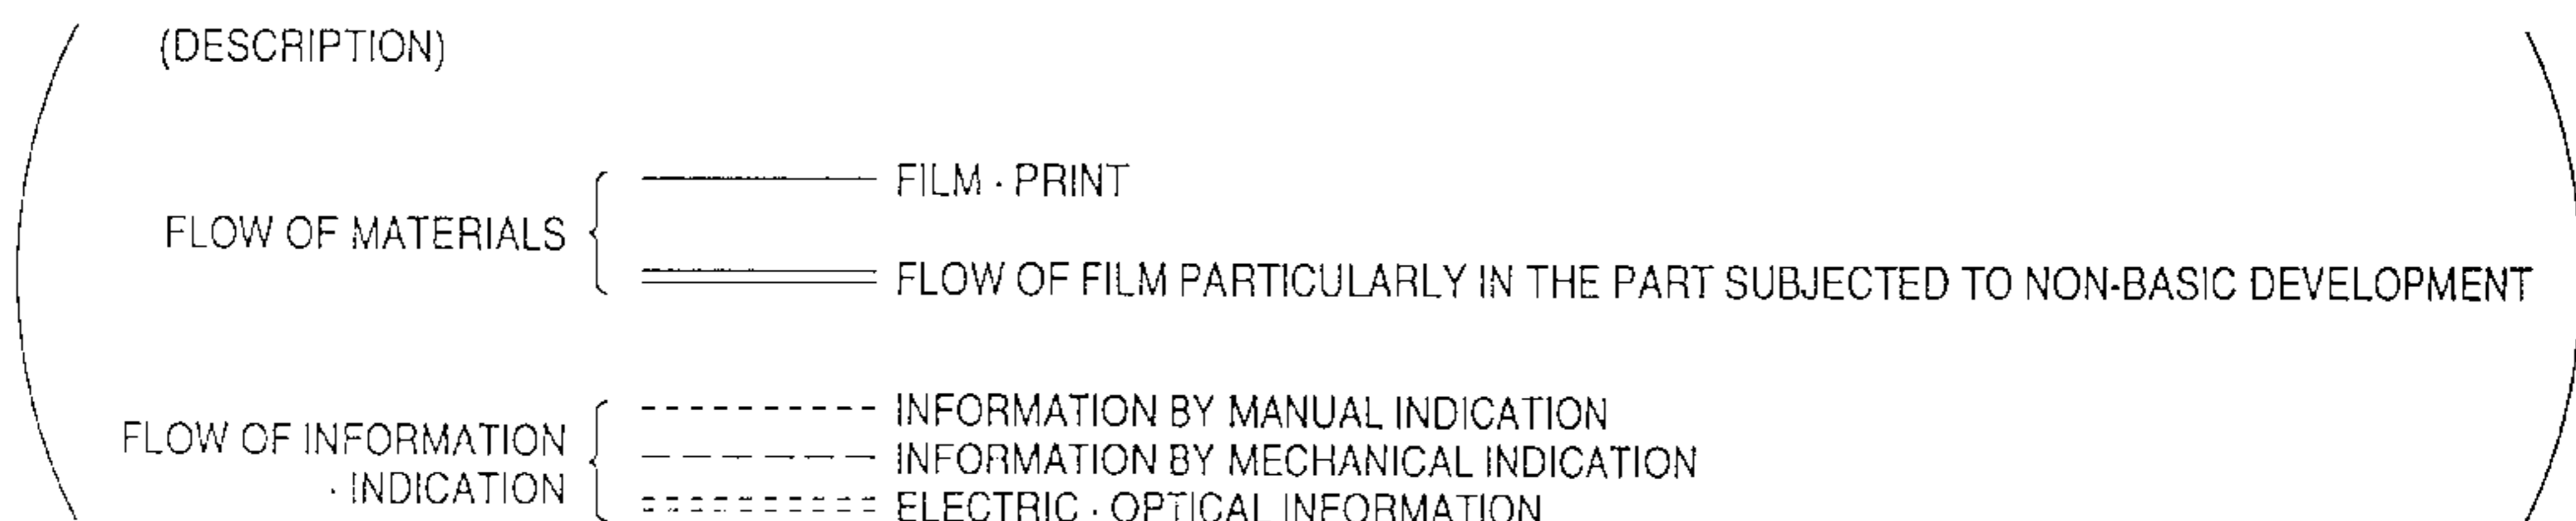 (DESCRIPTION)
FLOW OF MATERIALS
FILM · PRINT
FLOW OF FILM PARTICULARLY IN THE PART SUBJECTED TO NON-BASIC DEVELOPMENT
FLOW OF INFORMATION
· INDICATION
INFORMATION BY MANUAL INDICATION
INFORMATION BY MECHANICAL INDICATION
ELECTRIC · OPTICAL INFORMATION